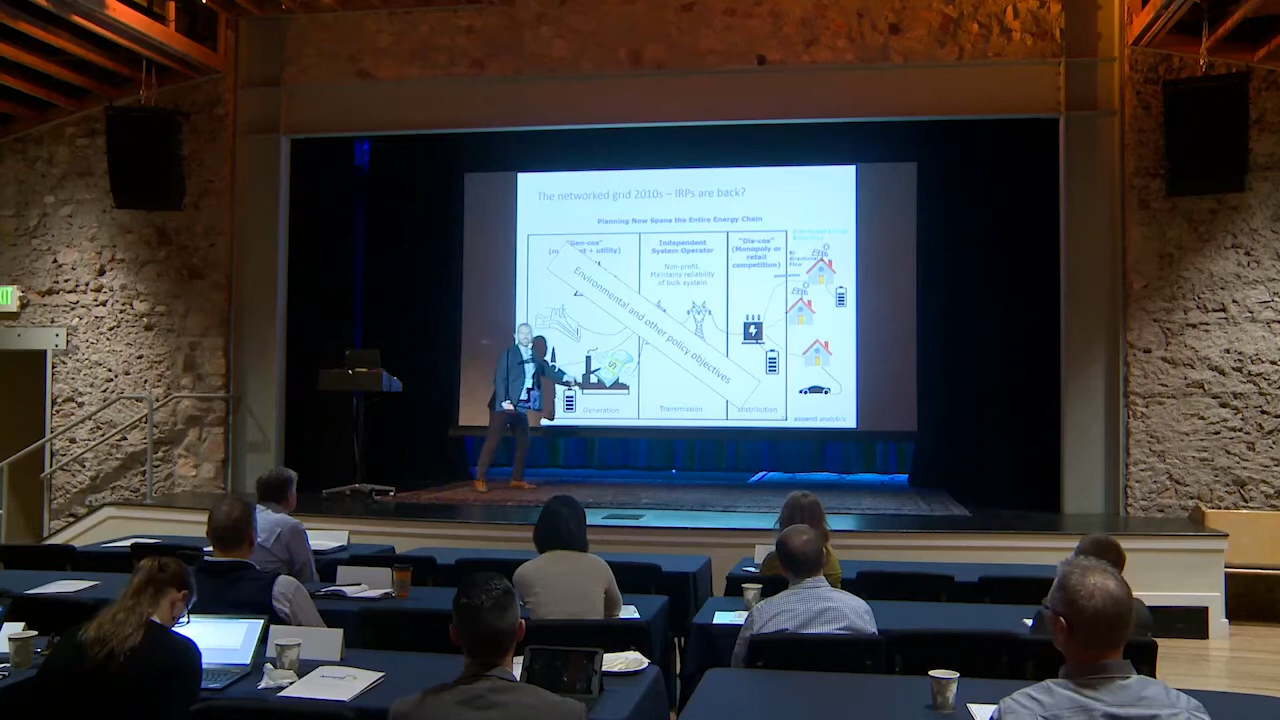 The networked grid 2010s – IRPs are back?
Planning Now Spans the Entire Energy Chain
"Gen-cos"
Independent
System Operator
Non-profit
Maintains reliability
of bulk system
"Dis-cos"
(Monopoly or
retail
competition)
Environmental and other policy objectives
Generation
Transmission
Distribution
ascend analytics
EXIT